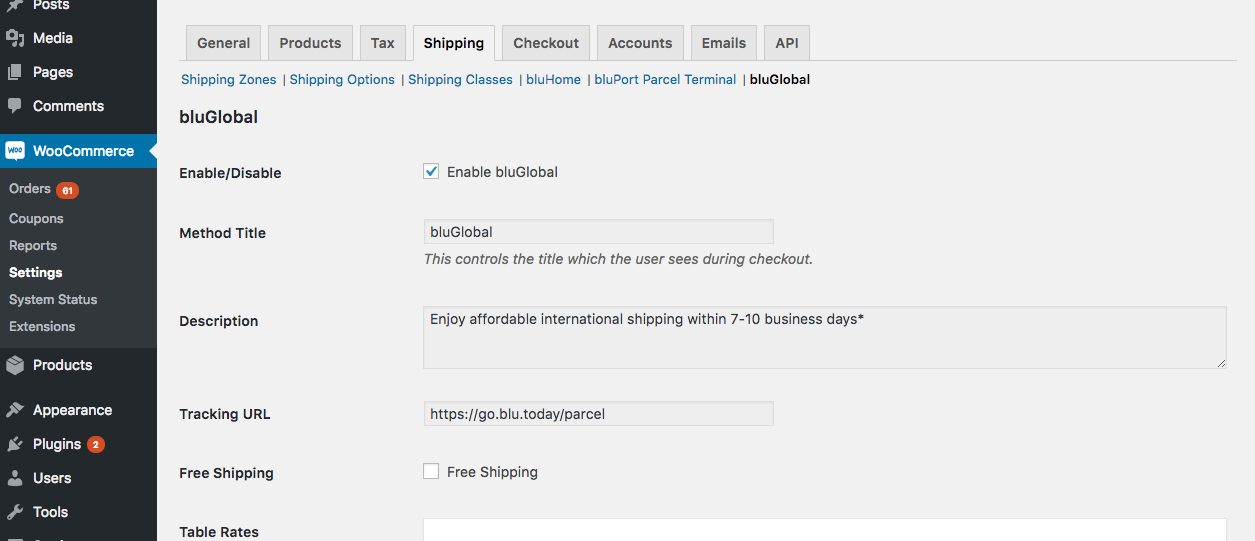 Posts
Media
Pages
Comments
WooCommerce
Orders 61
Coupons
Reports
Settings
System Status
Extensions
Products
Appearance
Plugins 2
Users
Tools
General Products Tax Shipping Checkout Accounts Emails API
Shipping Zones | Shipping Options | Shipping Classes | bluHome | bluPort Parcel Terminal | bluGlobal
bluGlobal
Enable/Disable Enable bluGlobal
Method Title bluGlobal
This controls the title which the user sees during checkout.
Description Enjoy affordable international shipping within 7-10 business days*
Tracking URL https://go.blu.today/parcel
Free Shipping Free Shipping
Table Rates